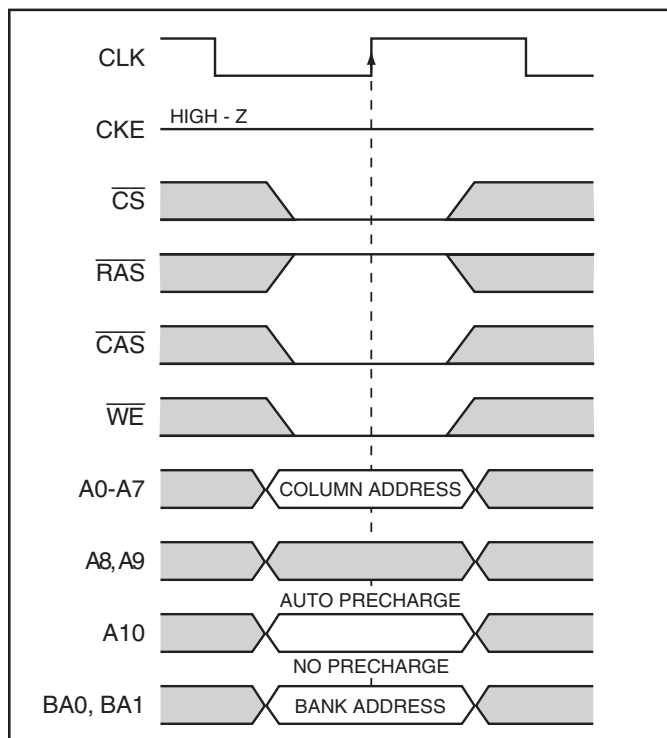 CLK
CKE HIGH - Z
CS
RAS
CAS
WE
A0-A7 COLUMN ADDRESS
A8, A9
AUTO PRECHARGE
A10
NO PRECHARGE
BA0, BA1 BANK ADDRESS